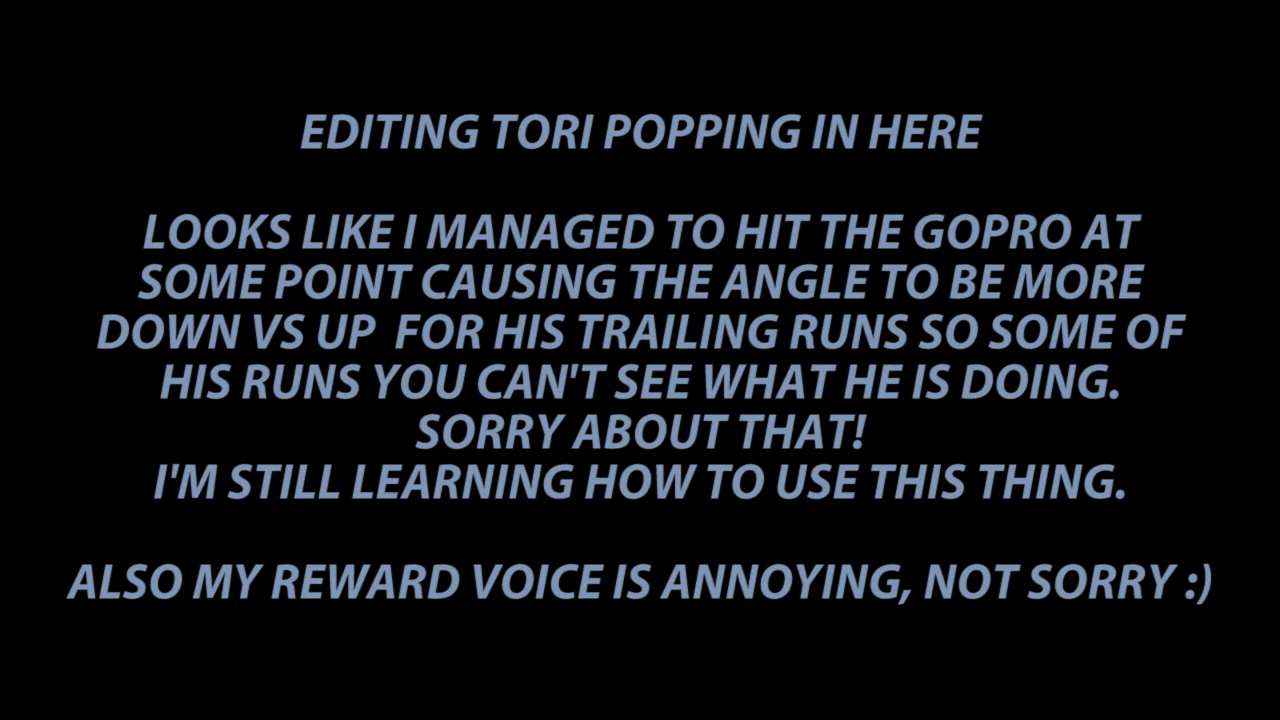 EDITING TORI POPPING IN HERE
LOOKS LIKE I MANAGED TO HIT THE GOPRO AT
SOME POINT CAUSING THE ANGLE TO BE MORE
DOWN VS UP  FOR HIS TRAILING RUNS SO SOME OF
HIS RUNS YOU CAN'T SEE WHAT HE IS DOING.
SORRY ABOUT THAT!
I'M STILL LEARNING HOW TO USE THIS THING.
ALSO MY REWARD VOICE IS ANNOYING, NOT SORRY :)